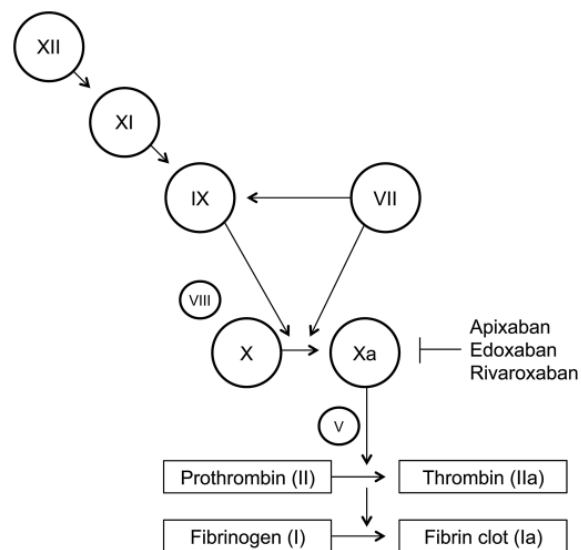 XII
XI
IX
VII
VIII
X
Xa
Apixaban
Edoxaban
Rivaroxaban
V
Prothrombin (II)
Thrombin (IIa)
Fibrinogen (I)
Fibrin clot (Ia)